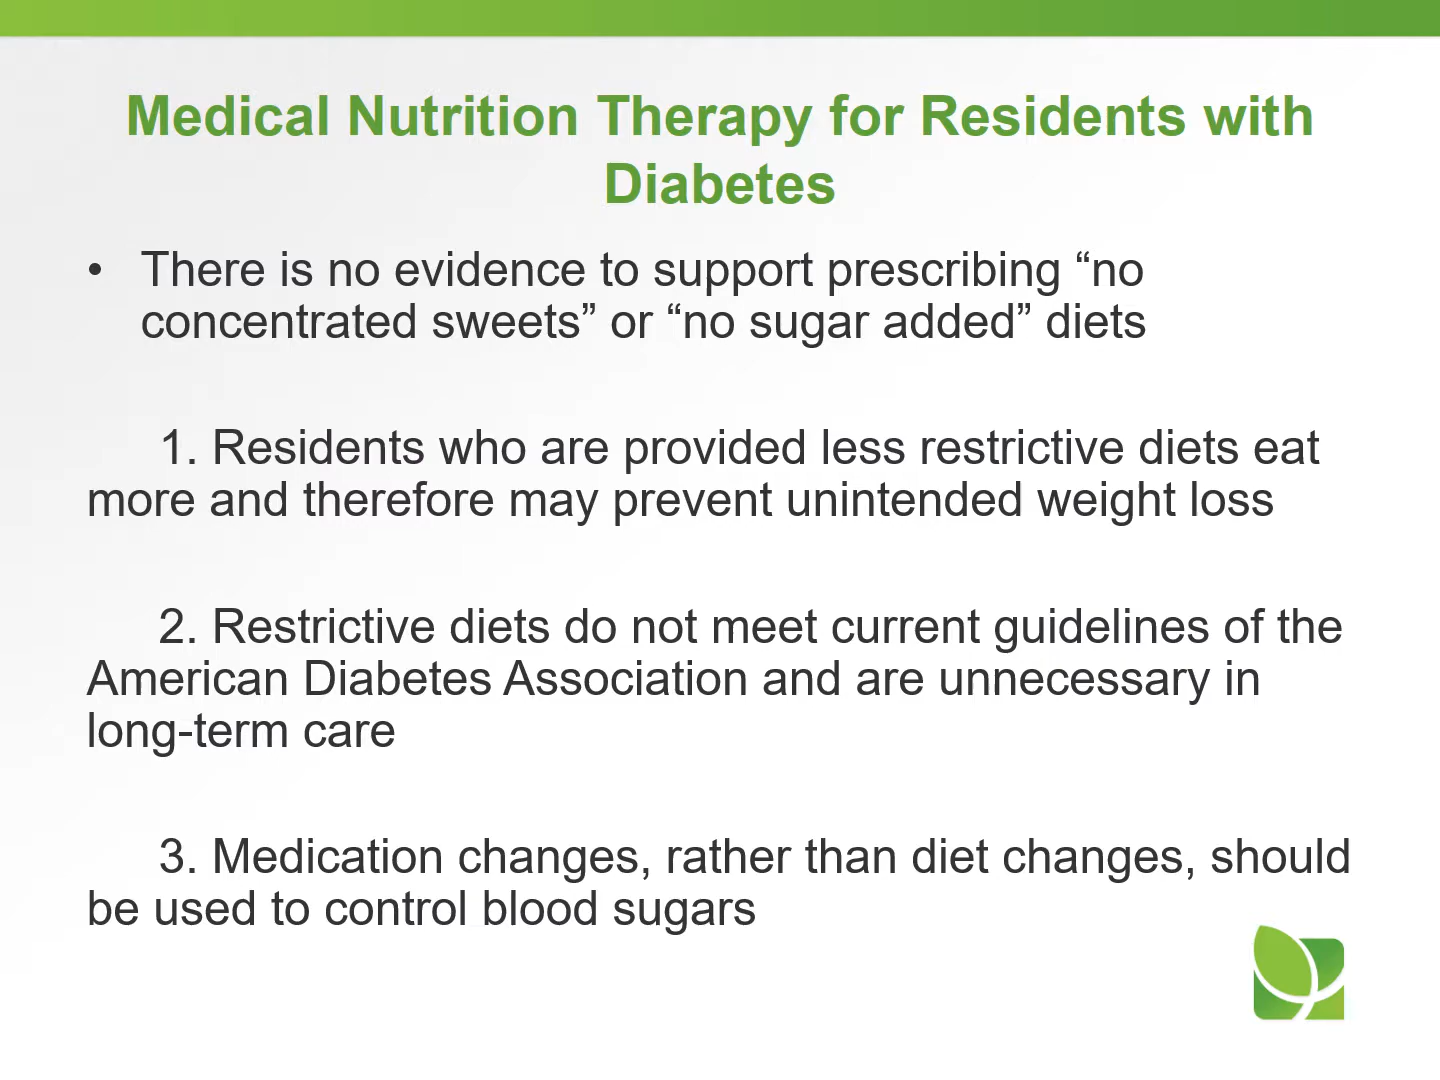 Medical Nutrition Therapy for Residents with
Diabetes
• There is no evidence to support prescribing “no
concentrated sweets” or “no sugar added” diets
1. Residents who are provided less restrictive diets eat
more and therefore may prevent unintended weight loss
2. Restrictive diets do not meet current guidelines of the
American Diabetes Association and are unnecessary in
long-term care
3. Medication changes, rather than diet changes, should
be used to control blood sugars